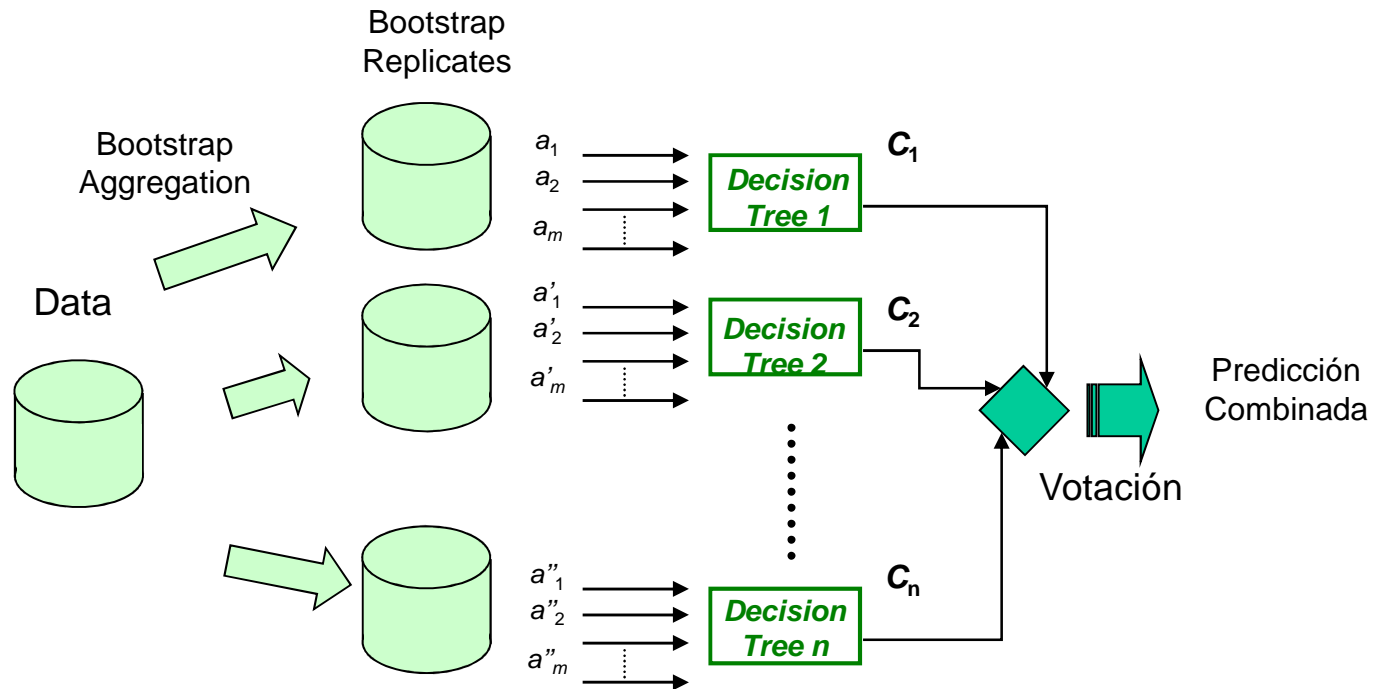 Bootstrap
Replicates
Bootstrap
Aggregation
Data
a₁
a₂
aₘ
Decision
Tree 1
C₁
a'₁
a'₂
a'ₘ
Decision
Tree 2
C₂
a"₁
a"₂
a"ₘ
Decision
Tree n
Cₙ
Votación
Predicción
Combinada